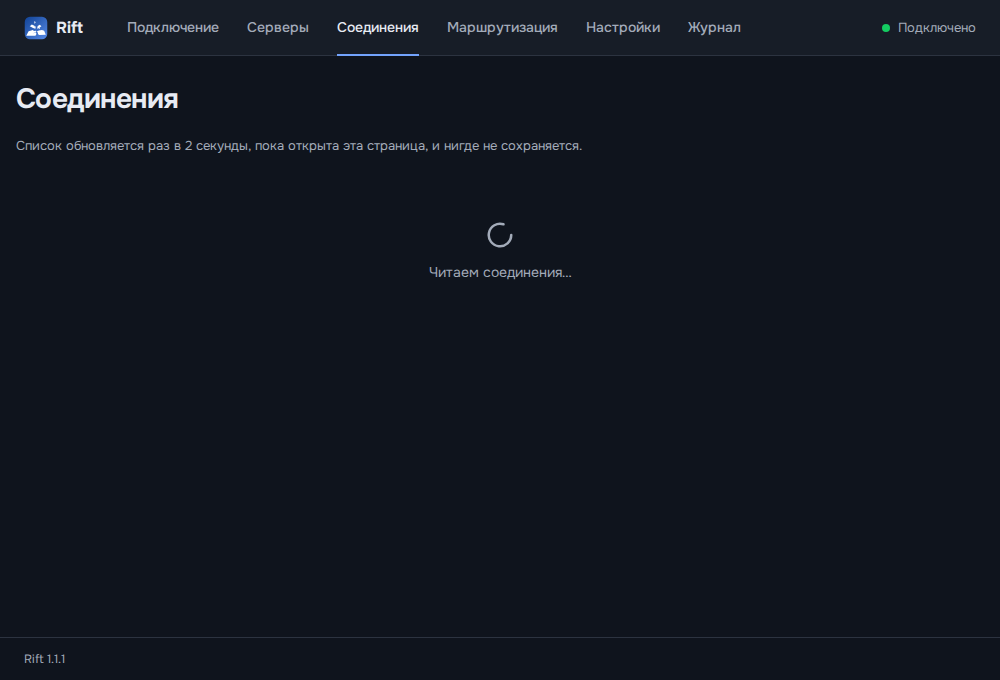 Rift
Подключение
Серверы
Соединения
Маршрутизация
Настройки
Журнал
Подключено
Соединения
Список обновляется раз в 2 секунды, пока открыта эта страница, и нигде не сохраняется.
Читаем соединения...
Rift 1.1.1